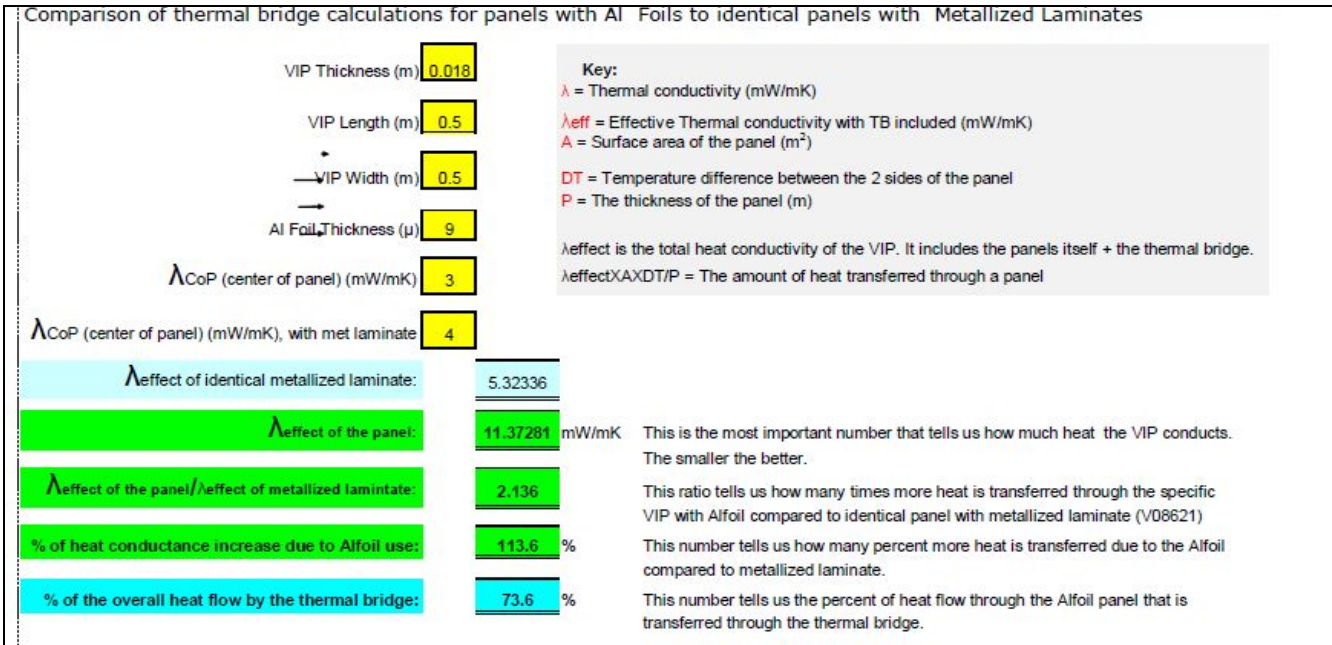 Comparison of thermal bridge calculations for panels with Al Foils to identical panels with Metallized Laminates
VIP Thickness (m) 0.018
VIP Length (m) 0.5
VIP Width (m) 0.5
Al Foil Thickness (μ) 9
λCoP (center of panel) (mW/mK) 3
λCoP (center of panel) (mW/mK), with met laminate 4
Key:
λ = Thermal conductivity (mW/mK)
λeff = Effective Thermal conductivity with TB included (mW/mK)
A = Surface area of the panel (m²)
DT = Temperature difference between the 2 sides of the panel
P = The thickness of the panel (m)
λeffect is the total heat conductivity of the VIP. It includes the panels itself + the thermal bridge.
λeffectXAXDT/P = The amount of heat transferred through a panel
λeffect of identical metallized laminate: 5.32336
λeffect of the panel: 11.37281 mW/mK This is the most important number that tells us how much heat the VIP conducts.
The smaller the better.
λeffect of the panel/λeffect of metallized lamintate: 2.136 This ratio tells us how many times more heat is transferred through the specific
VIP with Alfoil compared to identical panel with metallized laminate (V08621)
% of heat conductance increase due to Alfoil use: 113.6 % This number tells us how many percent more heat is transferred due to the Alfoil
compared to metallized laminate.
% of the overall heat flow by the thermal bridge: 73.6 % This number tells us the percent of heat flow through the Alfoil panel that is
transferred through the thermal bridge.